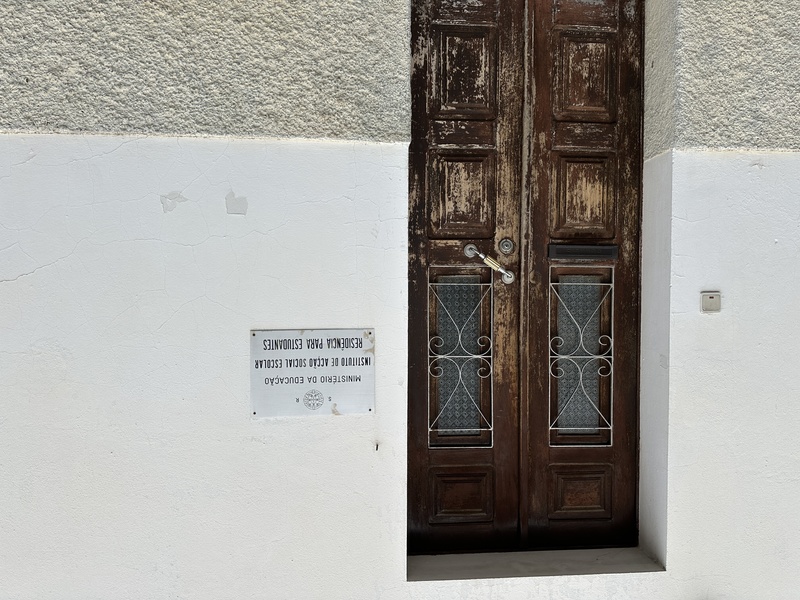 S. R.
MINISTÉRIO DA EDUCAÇÃO
INSTITUTO DE ACÇÃO SOCIAL ESCOLAR
RESIDÊNCIA PARA ESTUDANTES